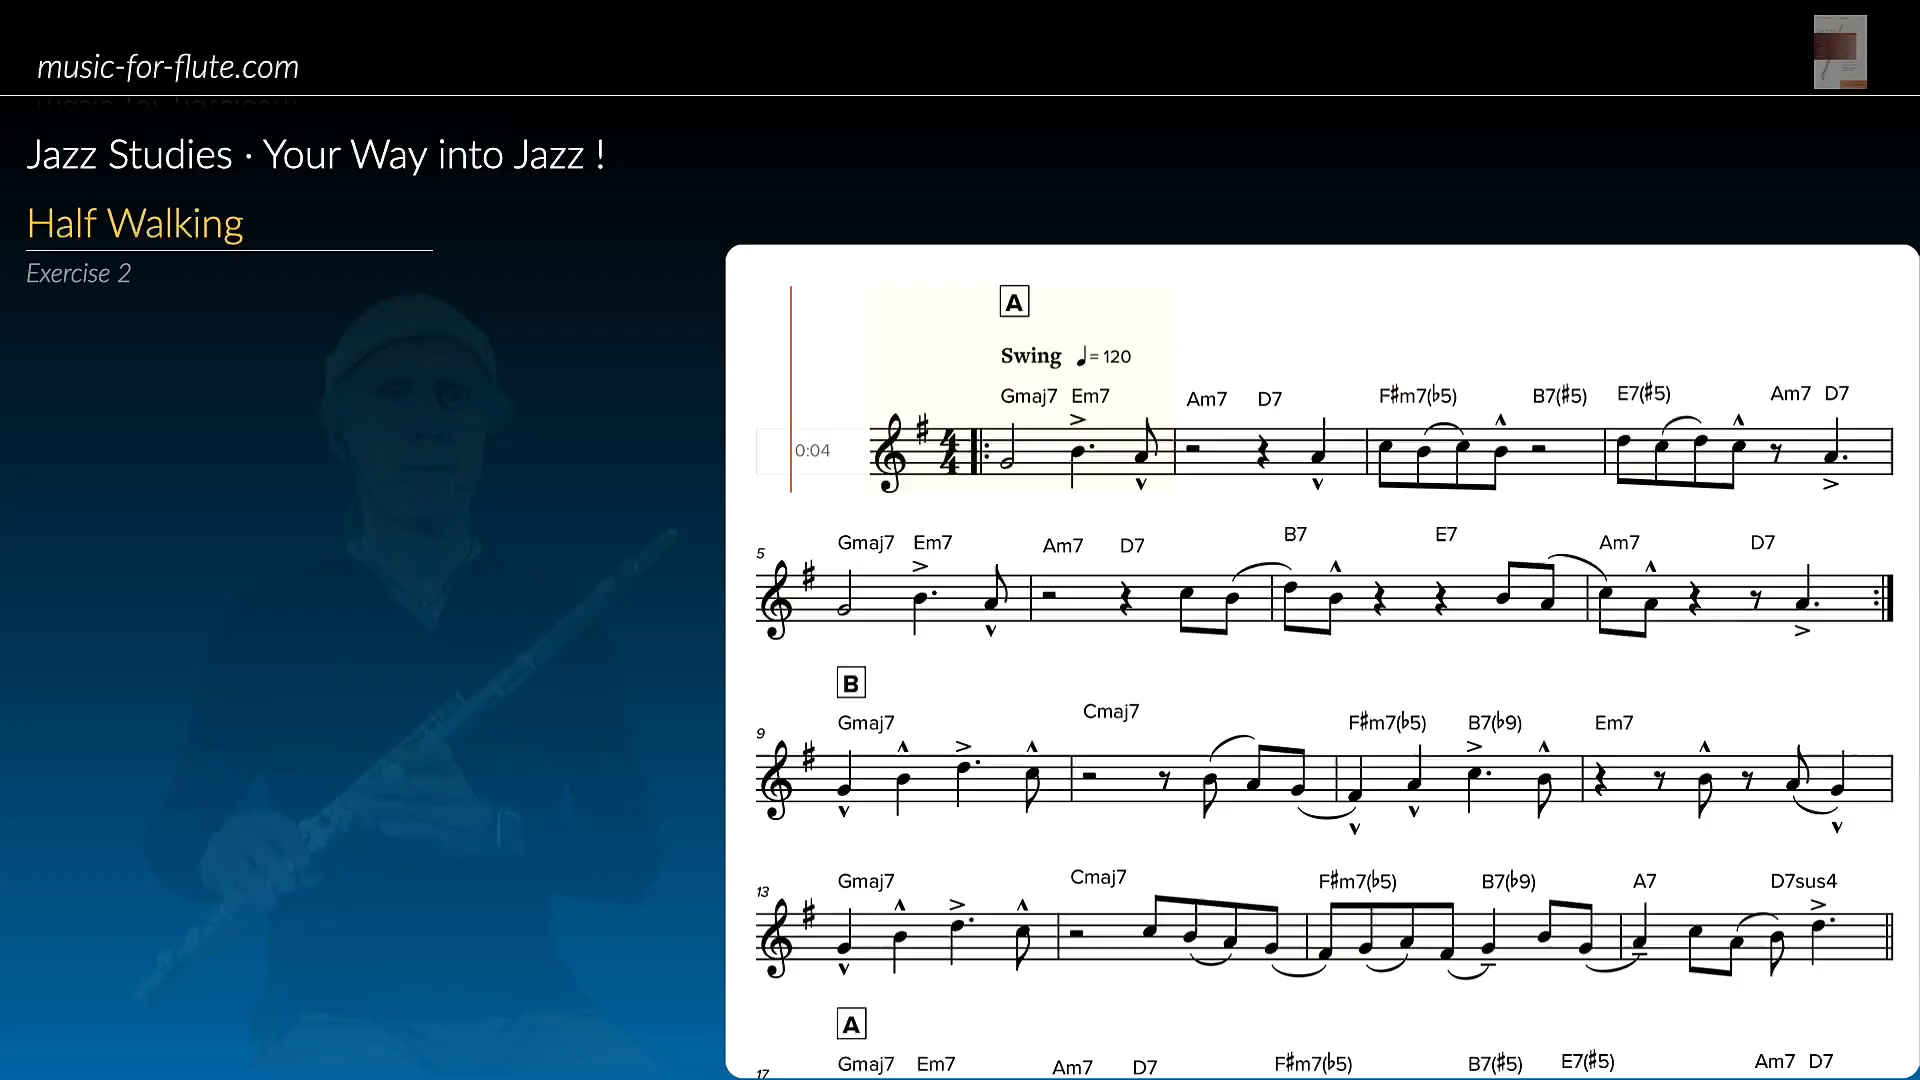 music-for-flute.com
Jazz Studies · Your Way into Jazz !
Half Walking
Exercise 2
A
Swing ♩= 120
Gmaj7 Em7 Am7 D7 F♯m7(♭5) B7(♯5) E7(♯5) Am7 D7
0:04
5 Gmaj7 Em7 Am7 D7 B7 E7 Am7 D7
B
9 Gmaj7 Cmaj7 F♯m7(♭5) B7(♭9) Em7
13 Gmaj7 Cmaj7 F♯m7(♭5) B7(♭9) A7 D7sus4
A
17 Gmaj7 Em7 Am7 D7 F♯m7(♭5) B7(♯5) E7(♯5) Am7 D7